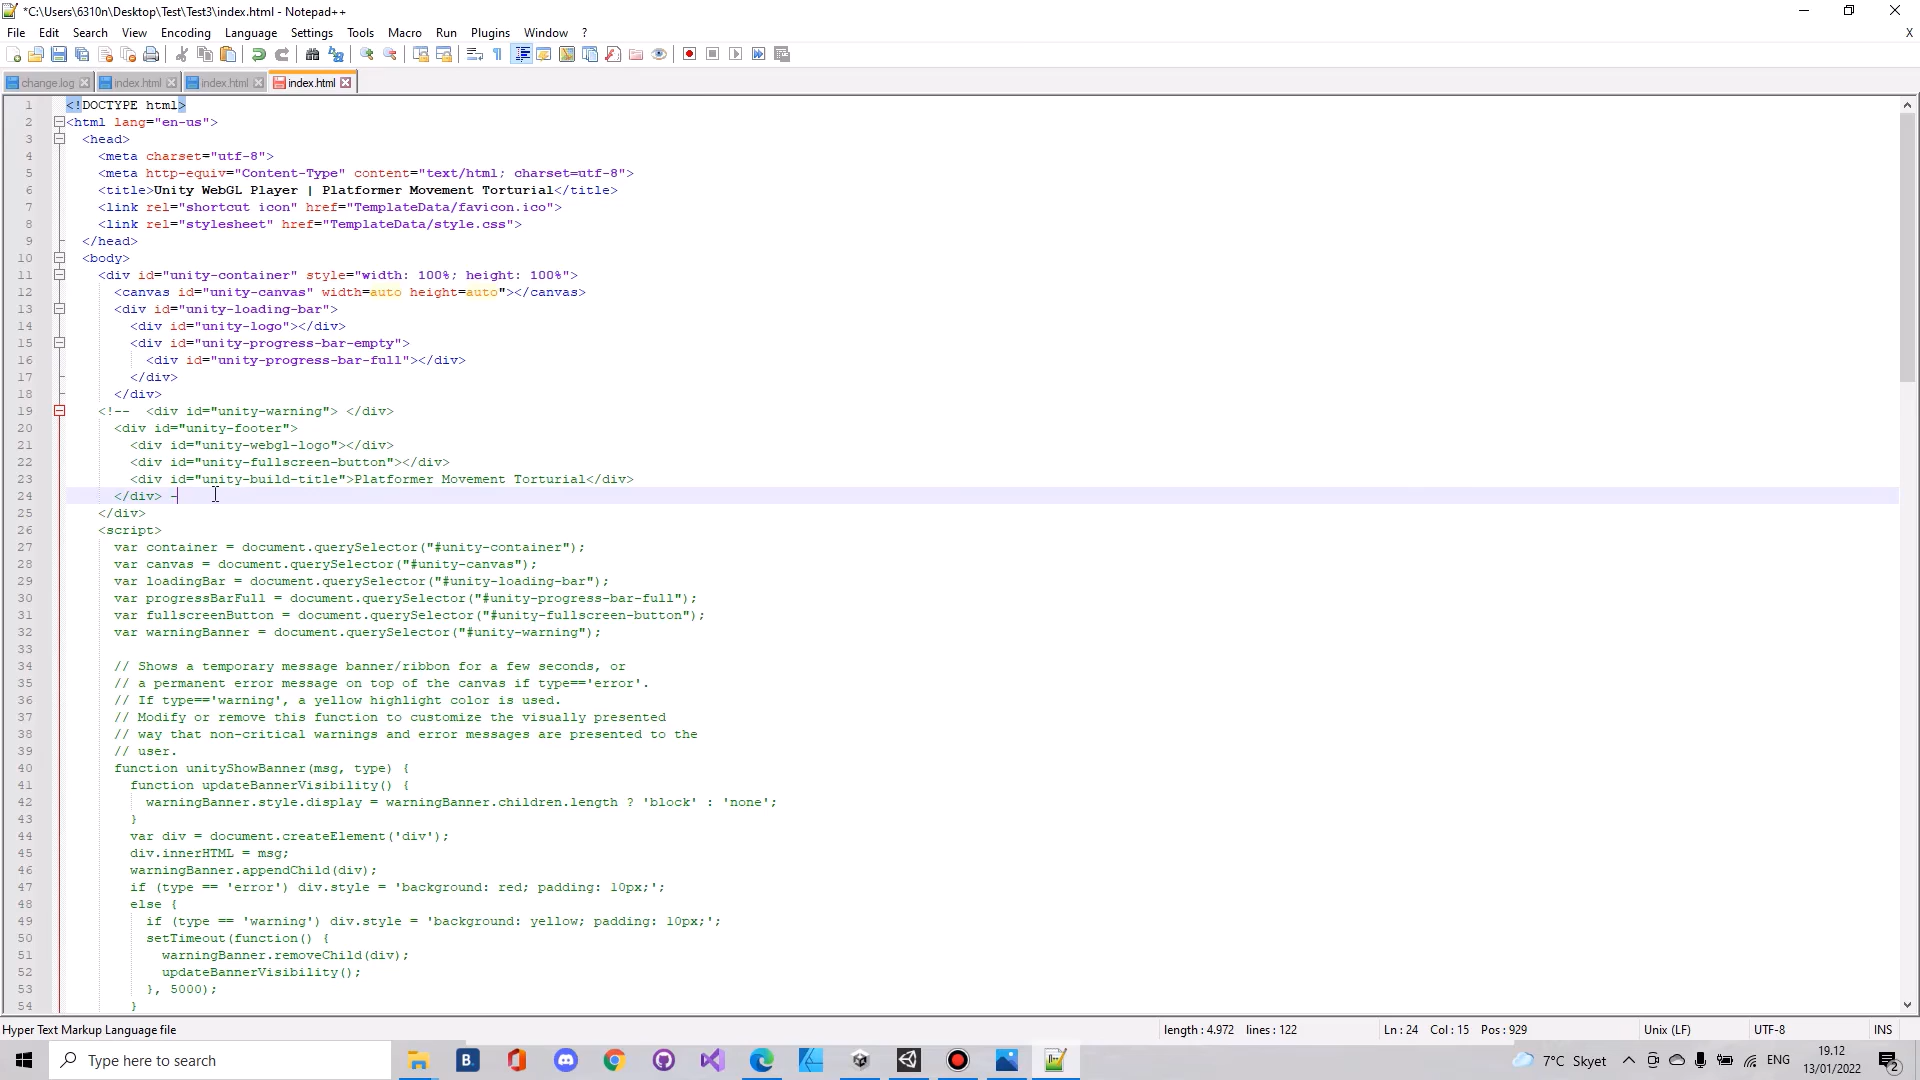 *C:\Users\6310n\Desktop\Test\Test3\index.html - Notepad++
File Edit Search View Encoding Language Settings Tools Macro Run Plugins Window ? X
change.log index.html index.html index.html
1 <!DOCTYPE html>
2 <html lang="en-us">
3 <head>
4 <meta charset="utf-8">
5 <meta http-equiv="Content-Type" content="text/html; charset=utf-8">
6 <title>Unity WebGL Player | Platformer Movement Torturial</title>
7 <link rel="shortcut icon" href="TemplateData/favicon.ico">
8 <link rel="stylesheet" href="TemplateData/style.css">
9 </head>
10 <body>
11 <div id="unity-container" style="width: 100%; height: 100%">
12 <canvas id="unity-canvas" width=auto height=auto"></canvas>
13 <div id="unity-loading-bar">
14 <div id="unity-logo"></div>
15 <div id="unity-progress-bar-empty">
16 <div id="unity-progress-bar-full"></div>
17 </div>
18 </div>
19 <!-- <div id="unity-warning"> </div>
20 <div id="unity-footer">
21 <div id="unity-webgl-logo"></div>
22 <div id="unity-fullscreen-button"></div>
23 <div id="unity-build-title">Platformer Movement Torturial</div>
24 </div> -
25 </div>
26 <script>
27 var container = document.querySelector("#unity-container");
28 var canvas = document.querySelector("#unity-canvas");
29 var loadingBar = document.querySelector("#unity-loading-bar");
30 var progressBarFull = document.querySelector("#unity-progress-bar-full");
31 var fullscreenButton = document.querySelector("#unity-fullscreen-button");
32 var warningBanner = document.querySelector("#unity-warning");
33
34 // Shows a temporary message banner/ribbon for a few seconds, or
35 // a permanent error message on top of the canvas if type=='error'.
36 // If type=='warning', a yellow highlight color is used.
37 // Modify or remove this function to customize the visually presented
38 // way that non-critical warnings and error messages are presented to the
39 // user.
40 function unityShowBanner(msg, type) {
41 function updateBannerVisibility() {
42 warningBanner.style.display = warningBanner.children.length ? 'block' : 'none';
43 }
44 var div = document.createElement('div');
45 div.innerHTML = msg;
46 warningBanner.appendChild(div);
47 if (type == 'error') div.style = 'background: red; padding: 10px;';
48 else {
49 if (type == 'warning') div.style = 'background: yellow; padding: 10px;';
50 setTimeout(function() {
51 warningBanner.removeChild(div);
52 updateBannerVisibility();
53 }, 5000);
54 }
Hyper Text Markup Language file length : 4.972 lines : 122 Ln : 24 Col : 15 Pos : 929 Unix (LF) UTF-8 INS
Type here to search B. 7°C Skyet ENG 19.12
13/01/2022 2